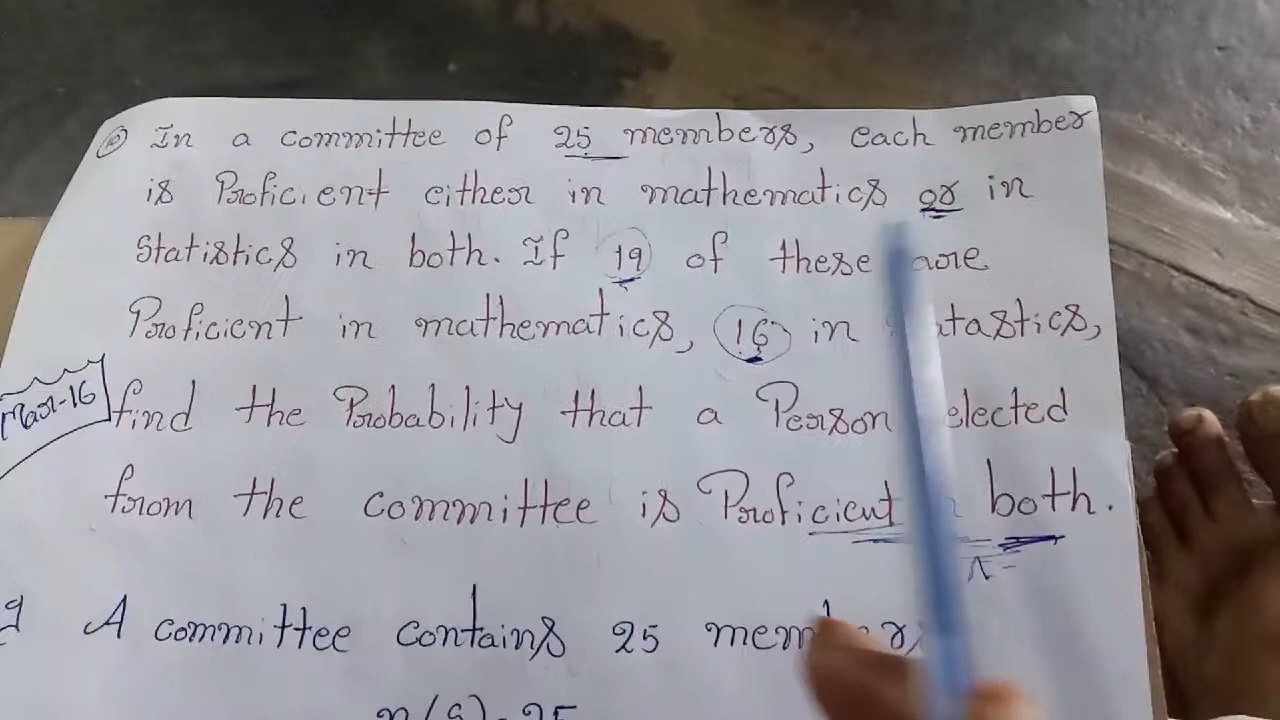 ⑩ In a committee of 25 members, each member
is Proficient either in mathematics or in
Statistics in both. If 19 of these are
Proficient in mathematics, 16 in
Mar-16
find the Probability that a Person
from the committee is Proficient both.
A committee contains 25
n(S)=25